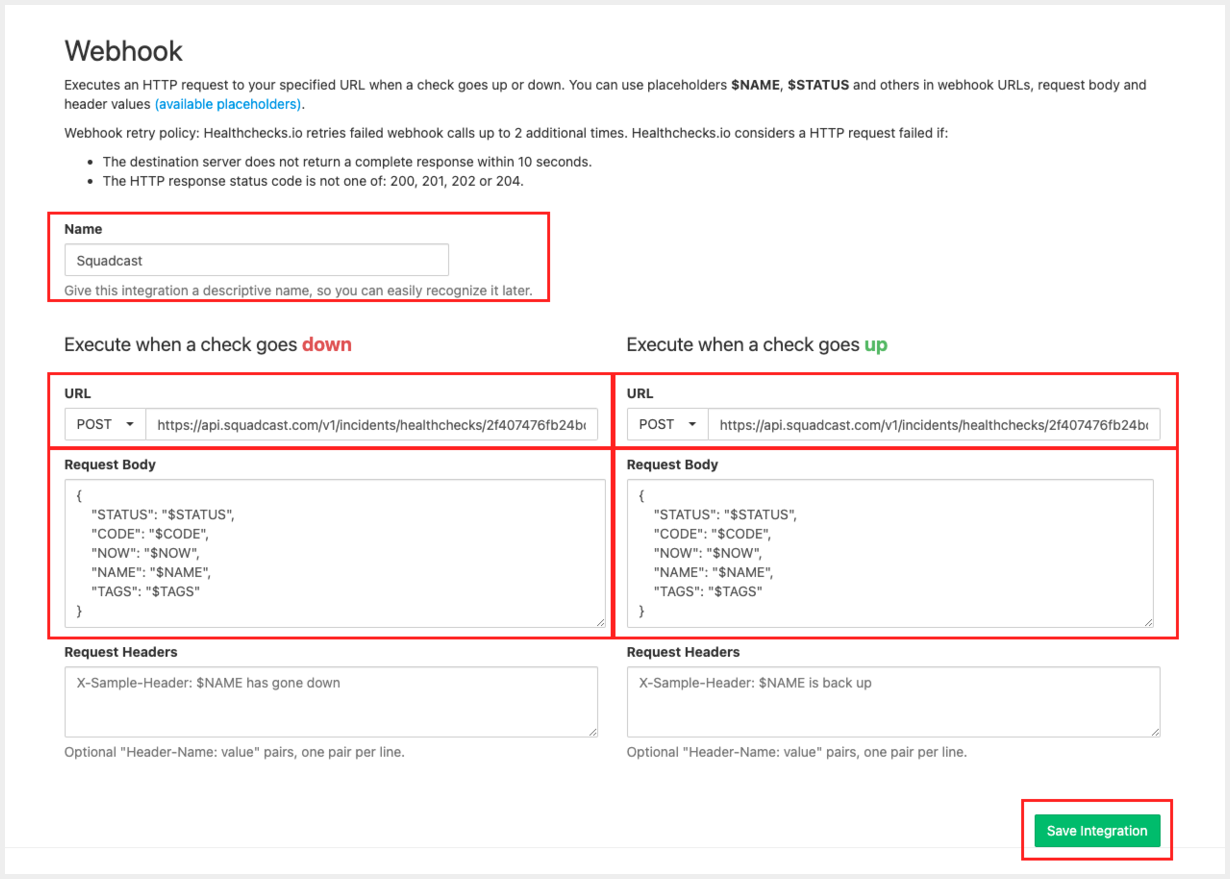 Webhook
Executes an HTTP request to your specified URL when a check goes up or down. You can use placeholders $NAME, $STATUS and others in webhook URLs, request body and
header values (available placeholders).
Webhook retry policy: Healthchecks.io retries failed webhook calls up to 2 additional times. Healthchecks.io considers a HTTP request failed if:
• The destination server does not return a complete response within 10 seconds.
• The HTTP response status code is not one of: 200, 201, 202 or 204.
Name
Squadcast
Give this integration a descriptive name, so you can easily recognize it later.
Execute when a check goes down
URL
POST https://api.squadcast.com/v1/incidents/healthchecks/2f407476fb24b
Request Body
{
"STATUS": "$STATUS",
"CODE": "$CODE",
"NOW": "$NOW",
"NAME": "$NAME",
"TAGS": "$TAGS"
}
Request Headers
X-Sample-Header: $NAME has gone down
Optional "Header-Name: value" pairs, one pair per line.
Execute when a check goes up
URL
POST https://api.squadcast.com/v1/incidents/healthchecks/2f407476fb24b
Request Body
{
"STATUS": "$STATUS",
"CODE": "$CODE",
"NOW": "$NOW",
"NAME": "$NAME",
"TAGS": "$TAGS"
}
Request Headers
X-Sample-Header: $NAME is back up
Optional "Header-Name: value" pairs, one pair per line.
Save Integration